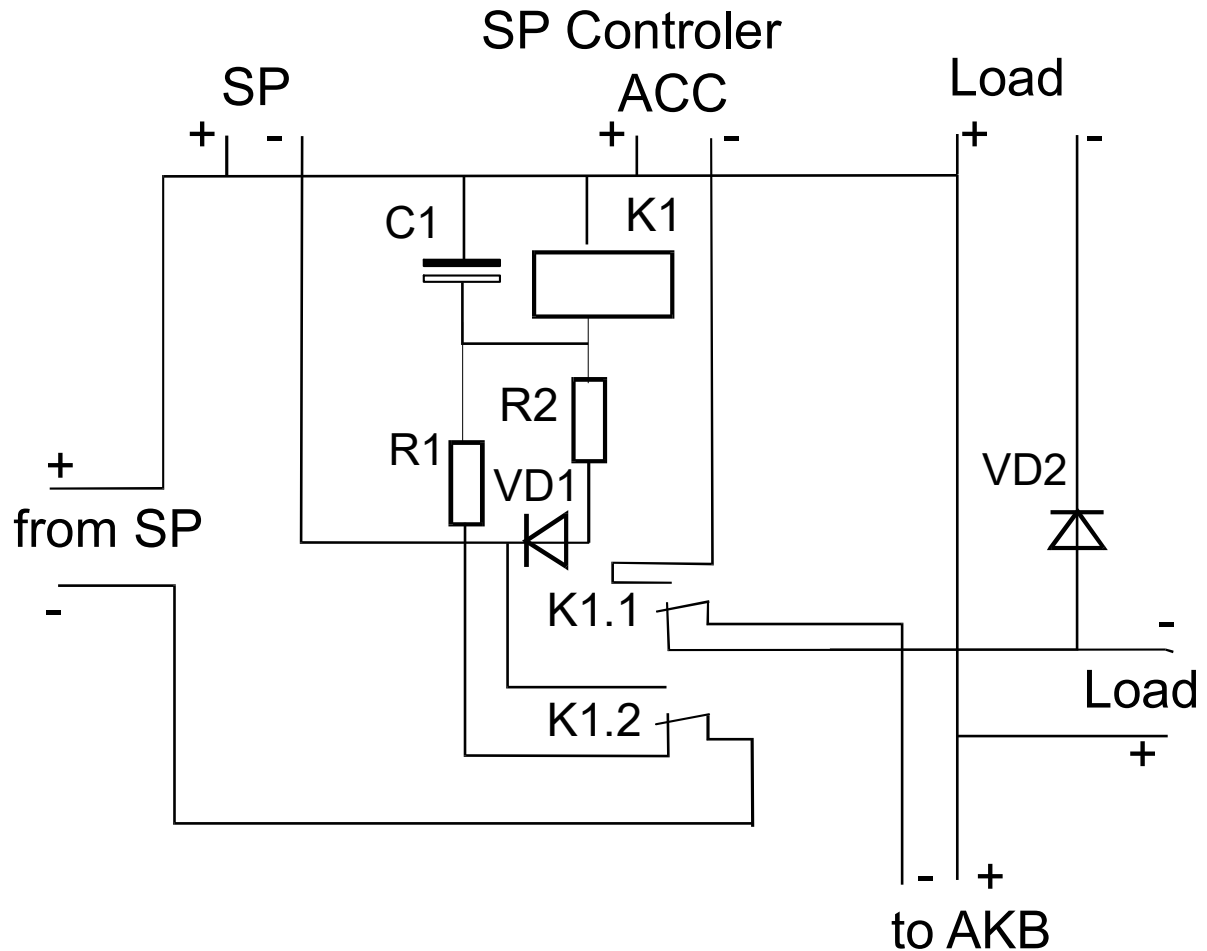 SP Controler
SP
ACC
Load
+ -
+ -
+ -
C1
K1
R2
R1
VD1
VD2
+
from SP
-
K1.1
-
Load
K1.2
+
- +
to AKB